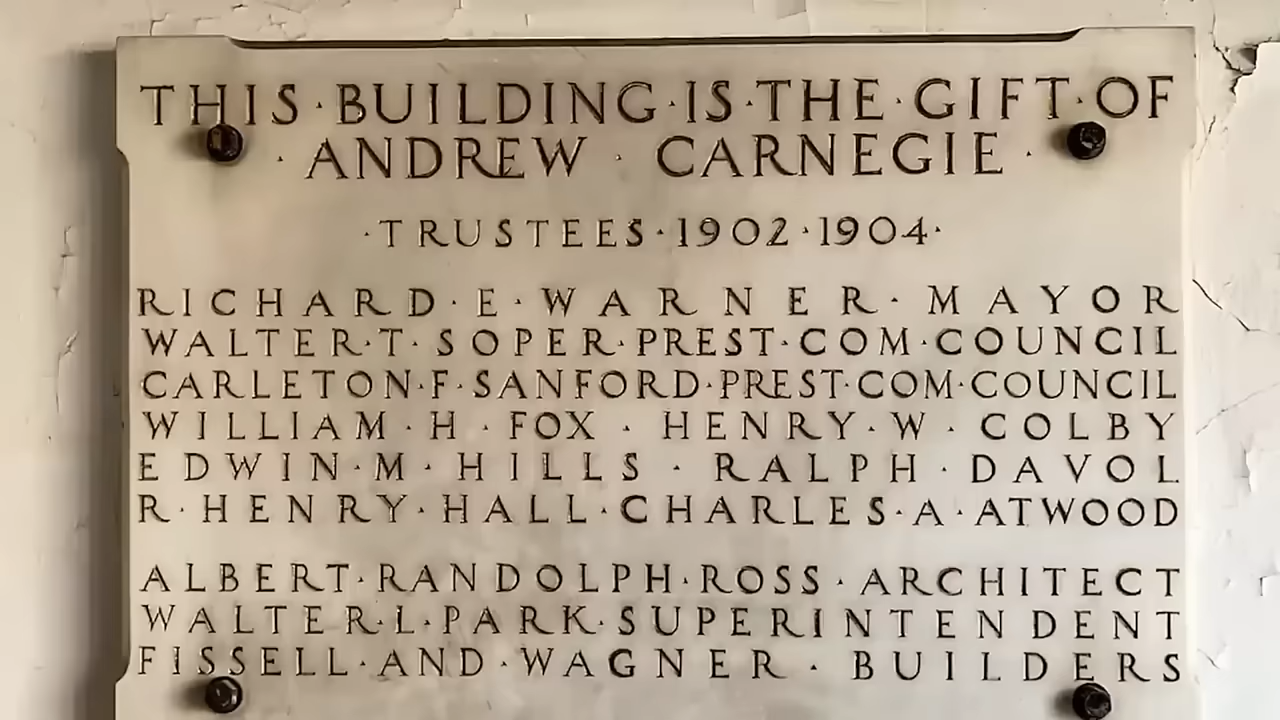 THIS·BUILDING·IS·THE·GIFT·OF
·ANDREW·CARNEGIE·
·TRUSTEES·1902·1904·
RICHARD·E·WARNER·MAYOR
WALTER·T·SOPER·PREST·COM·COUNCIL
CARLETON·F·SANFORD·PREST·COM·COUNCIL
WILLIAM·H·FOX·HENRY·W·COLBY
EDWIN·M·HILLS·RALPH·DAVOL
R·HENRY·HALL·CHARLES·A·ATWOOD
ALBERT·RANDOLPH·ROSS·ARCHITECT
WALTER·L·PARK·SUPERINTENDENT
FISSELL·AND·WAGNER·BUILDERS